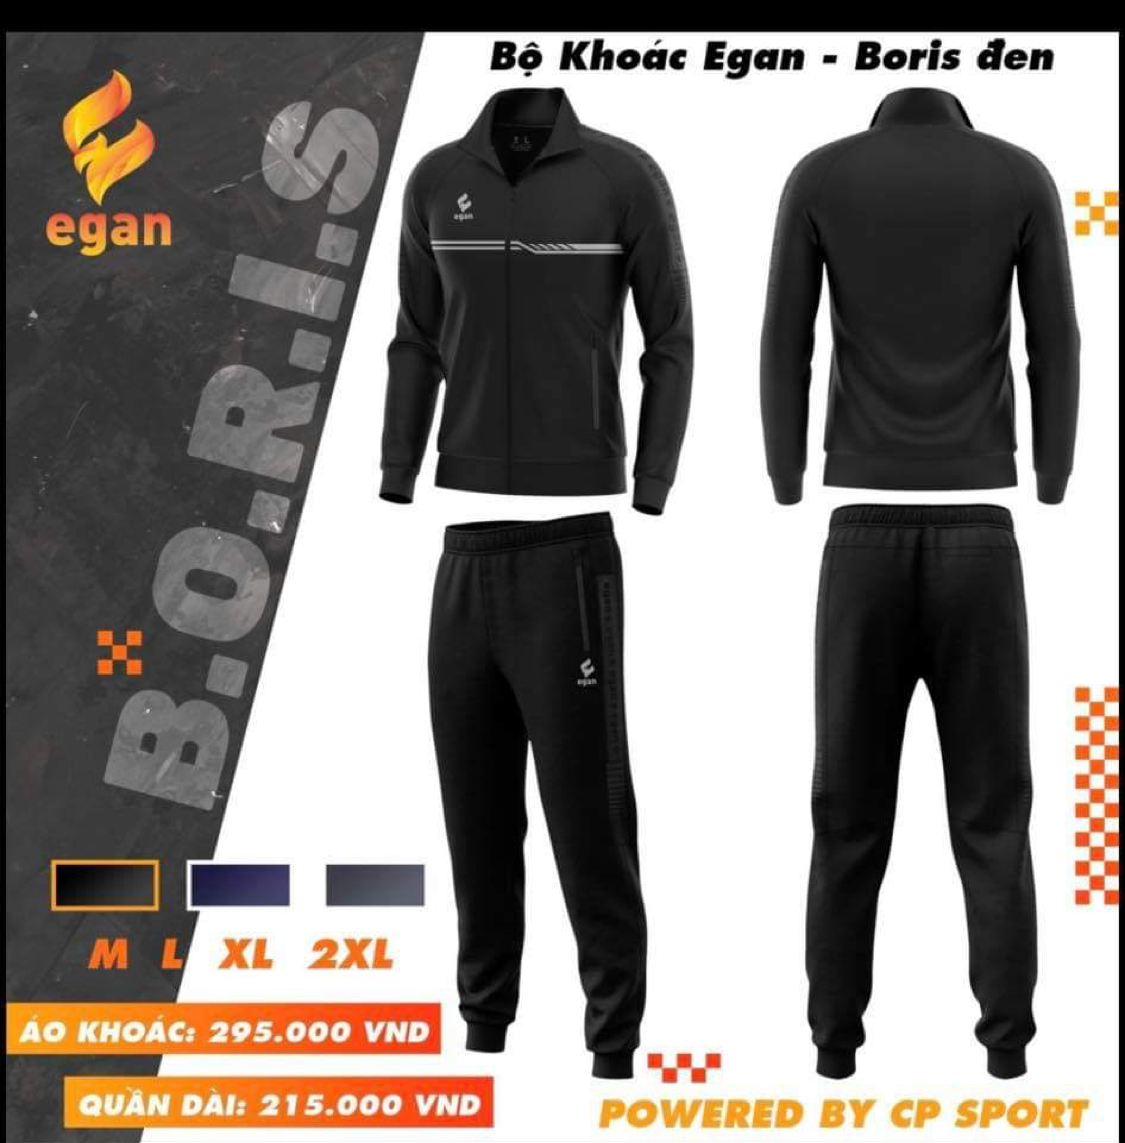 Bộ Khoác Egan - Boris đen
egan
B.O.R.I.S
egan
egan
M L XL 2XL
ÁO KHOÁC: 295.000 VND
QUẦN DÀI: 215.000 VND
POWERED BY CP SPORT